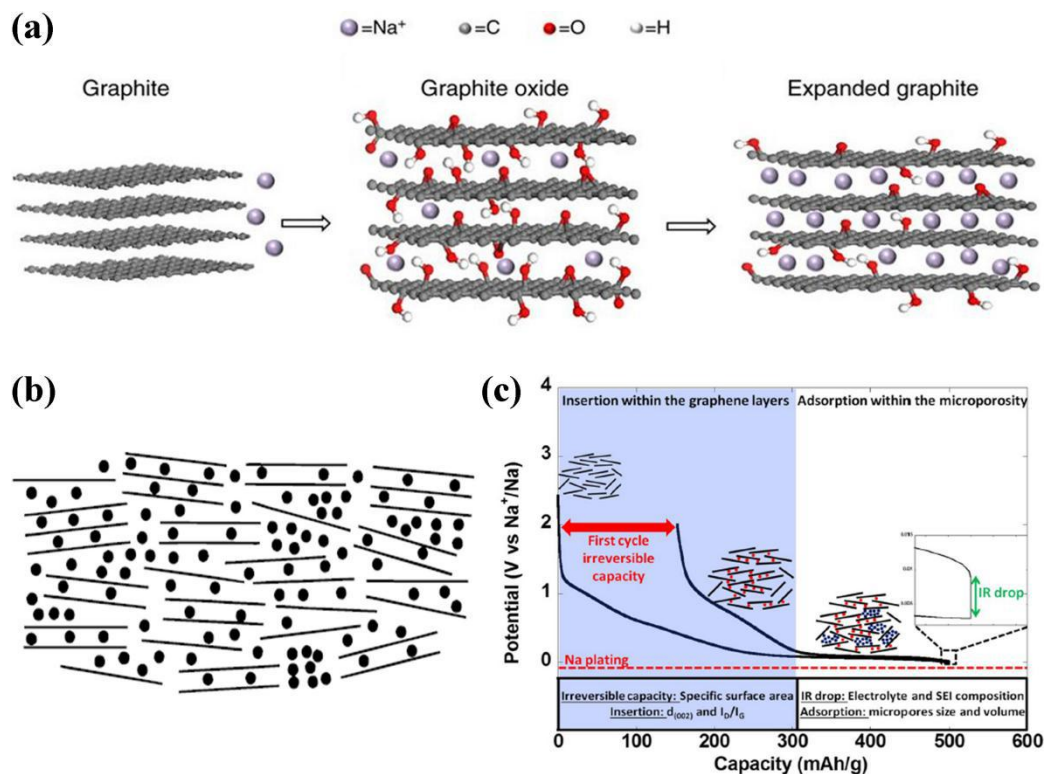 (a)
=Na⁺ =C =O =H
Graphite
Graphite oxide
Expanded graphite
(b)
(c)
Potential (V vs Na⁺/Na)
4
3
2
1
0
Insertion within the graphene layers
Adsorption within the microporosity
First cycle
irreversible
capacity
IR drop
Na plating
Irreversible capacity: Specific surface area
Insertion: d(002) and ID/IG
IR drop: Electrolyte and SEI composition
Adsorption: micropores size and volume
0 100 200 300 400 500 600
Capacity (mAh/g)